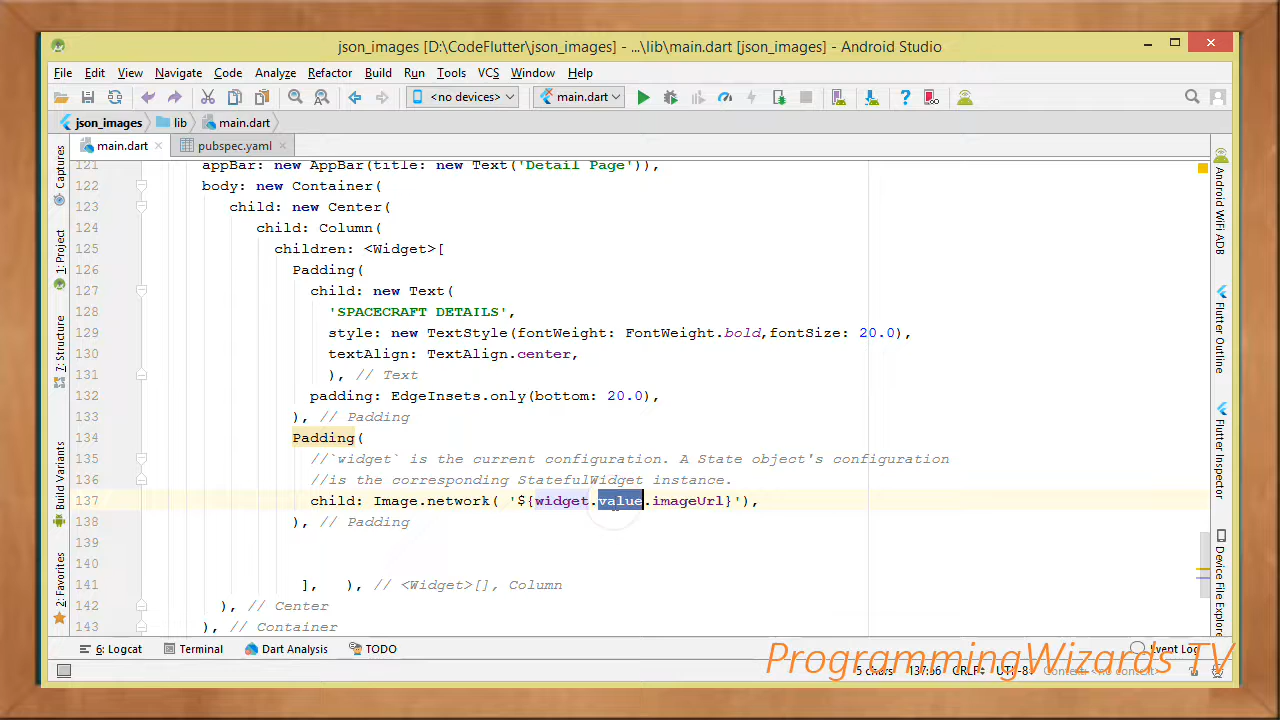 json_images [D:\CodeFlutter\json_images] - ...\lib\main.dart [json_images] - Android Studio
File Edit View Navigate Code Analyze Refactor Build Run Tools VCS Window Help
<no devices> main.dart
json_images lib main.dart
main.dart pubspec.yaml
121 appBar: new AppBar(title: new Text('Detail Page')),
122 body: new Container(
123 child: new Center(
124 child: Column(
125 children: <Widget>[
126 Padding(
127 child: new Text(
128 'SPACECRAFT DETAILS',
129 style: new TextStyle(fontWeight: FontWeight.bold,fontSize: 20.0),
130 textAlign: TextAlign.center,
131 ), // Text
132 padding: EdgeInsets.only(bottom: 20.0),
133 ), // Padding
134 Padding(
135 //`widget` is the current configuration. A State object's configuration
136 //is the corresponding StatefulWidget instance.
137 child: Image.network( '${widget.value.imageUrl}'),
138 ), // Padding
139
140
141 ], ), // <Widget>[], Column
142 ), // Center
143 ), // Container
Captures
1: Project
7: Structure
Build Variants
2: Favorites
Android WiFi ADB
Flutter Outline
Flutter Inspector
Device File Explorer
6: Logcat Terminal Dart Analysis TODO Event Log
ProgrammingWizards TV
5 chars 137:56 CRLF UTF-8 Context: <no context>